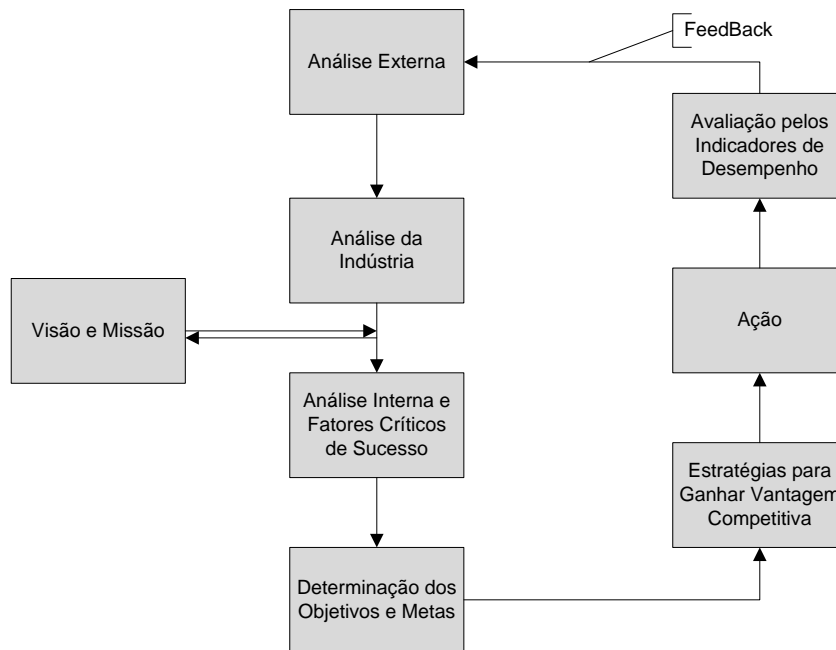 FeedBack
Análise Externa
Avaliação pelos
Indicadores de
Desempenho
Análise da
Indústria
Visão e Missão
Ação
Análise Interna e
Fatores Críticos
de Sucesso
Estratégias para
Ganhar Vantagem
Competitiva
Determinação dos
Objetivos e Metas